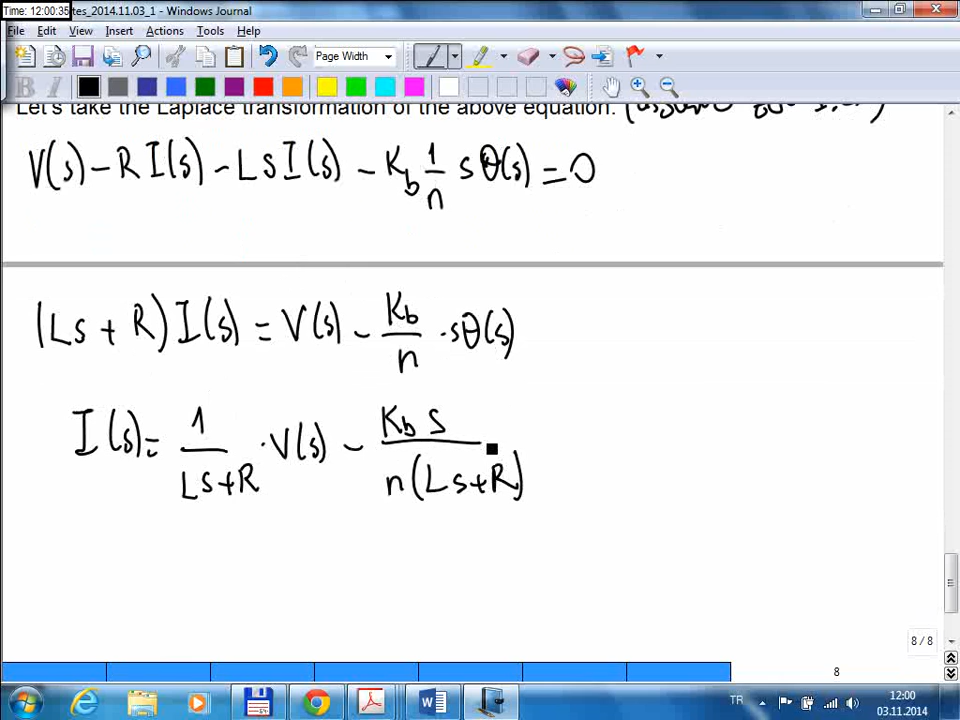 Time: 12:00:35
tes_2014.11.03_1 - Windows Journal
File Edit View Insert Actions Tools Help
Page Width
B I
Let's take the Laplace transformation of the above equation.
V(s) − R I(s) − L s I(s) − K_b 1/n s θ(s) = 0
(Ls + R) I(s) = V(s) − K_b/n · s θ(s)
I(s) = 1/(Ls+R) · V(s) − K_b s/n(Ls+R)
8 / 8
8
TR
12:00
03.11.2014